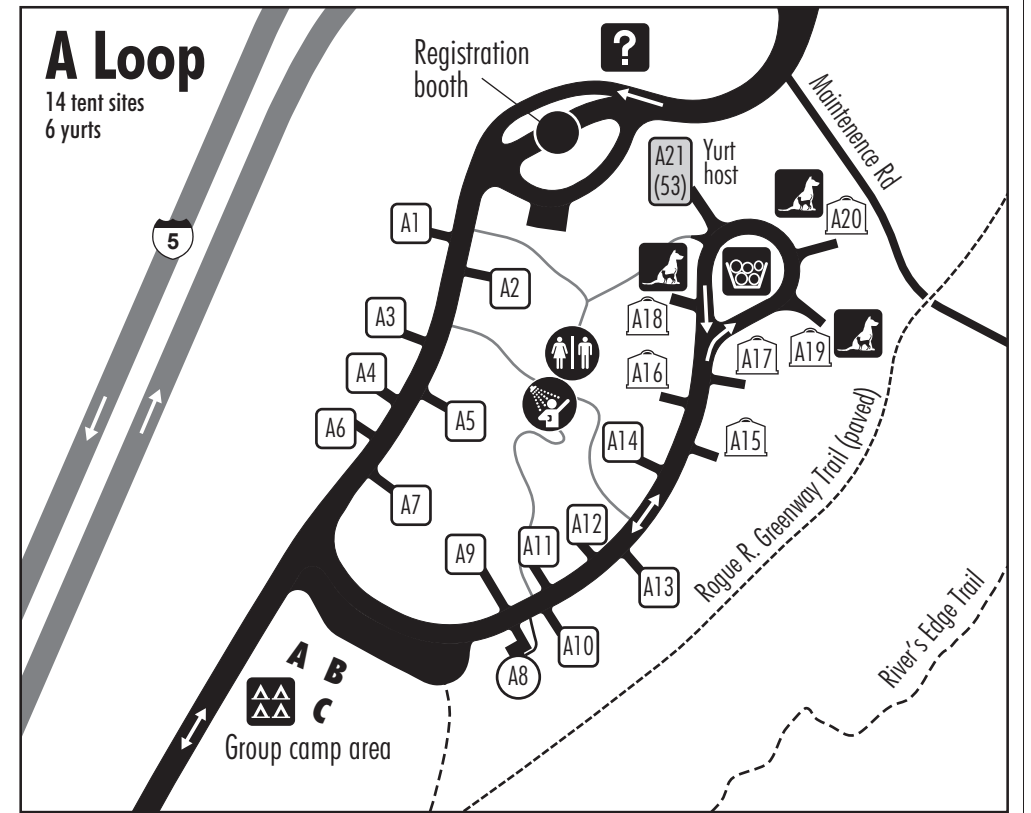 A Loop
14 tent sites
6 yurts
Registration
booth
?
Maintenence Rd
A21
(53)
Yurt
host
A20
5
A1
A2
A3
A18
A17
A19
A16
A4
A5
A6
A15
A14
A7
A12
A11
A9
A13
A10
A8
Rogue R. Greenway Trail (paved)
River's Edge Trail
A
B
C
Group camp area